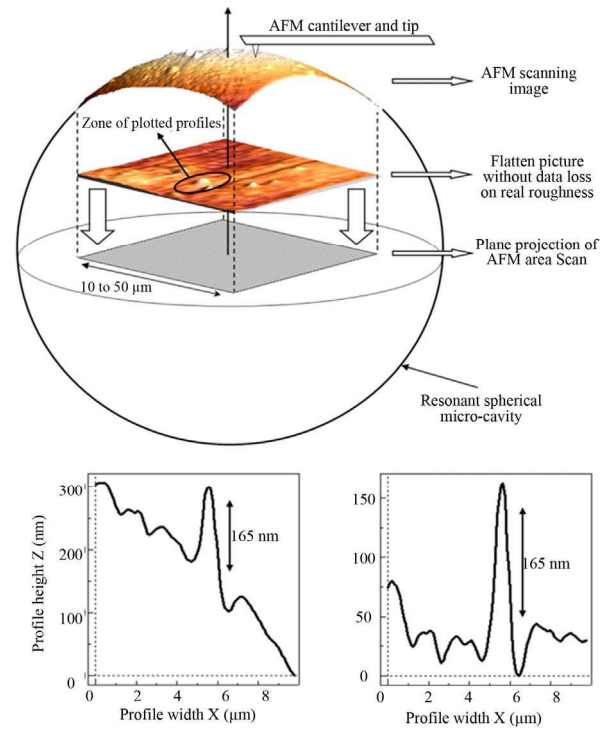 AFM cantilever and tip
AFM scanning
image
Zone of plotted profiles
Flatten picture
without data loss
on real roughness
Plane projection of
AFM area Scan
10 to 50 μm
Resonant spherical
micro-cavity
Profile height Z (nm)
300
200
100
0
165 nm
0 2 4 6 8
Profile width X (μm)
150
100
50
0
165 nm
0 2 4 6 8
Profile width X (μm)